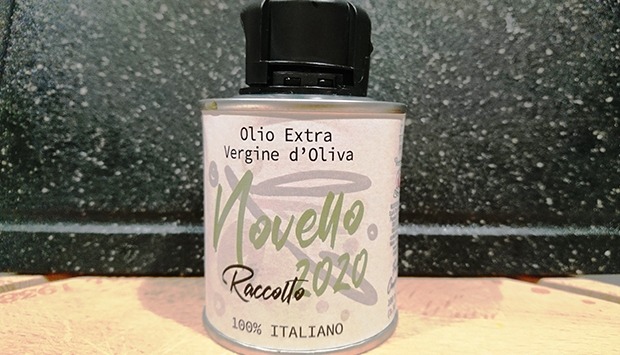 Olio Extra
Vergine d'Oliva
Novello
Raccolto 2020
100% ITALIANO